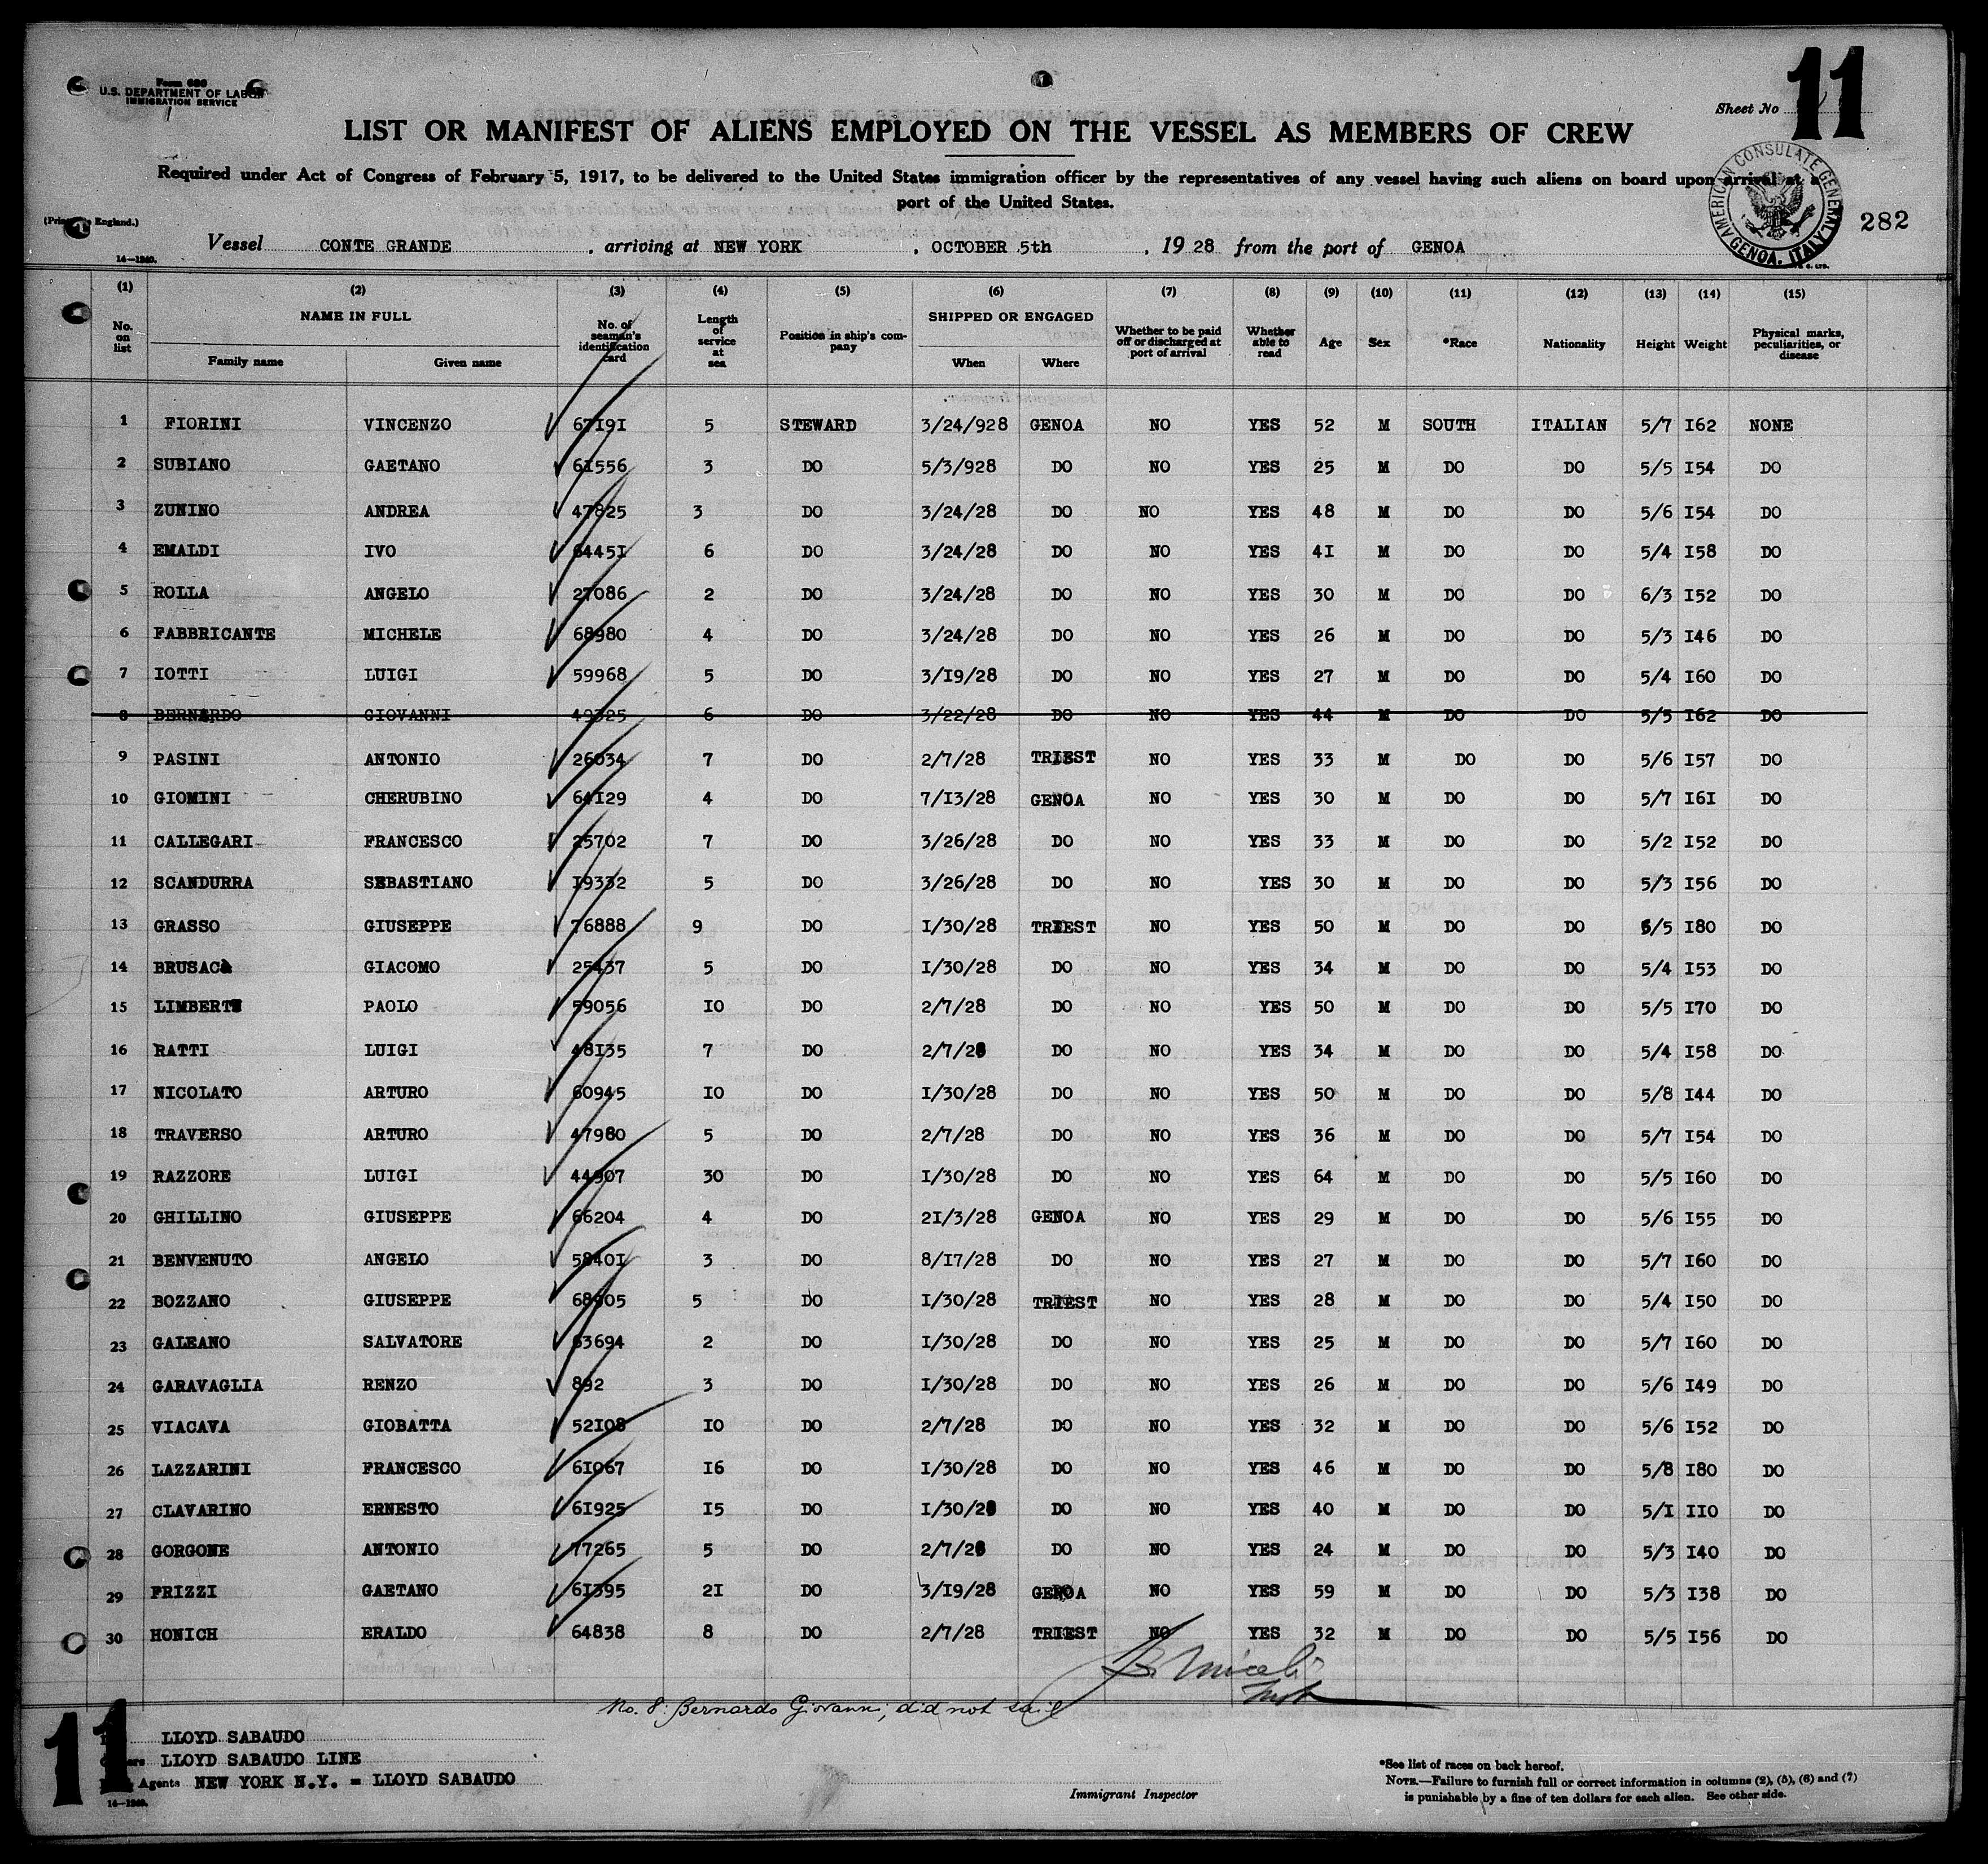 11
Form 680
U.S. DEPARTMENT OF LABOR
IMMIGRATION SERVICE
Sheet No
LIST OR MANIFEST OF ALIENS EMPLOYED ON THE VESSEL AS MEMBERS OF CREW
Required under Act of Congress of February 5, 1917, to be delivered to the United States immigration officer by the representatives of any vessel having such aliens on board upon arrival at a
port of the United States.
AMERICAN CONSULATE GENERAL GENOA, ITALY.
282
Vessel CONTE GRANDE, arriving at NEW YORK, OCTOBER 5th, 19 28 from the port of GENOA
14—1240.
(1) (2) (3) (4) (5) (6) (7) (8) (9) (10) (11) (12) (13) (14) (15)
No. on list NAME IN FULL Family name Given name No. of seaman's identification card Length of service at sea Position in ship's company SHIPPED OR ENGAGED When Where Whether to be paid off or discharged at port of arrival Whether able to read Age Sex *Race Nationality Height Weight Physical marks, peculiarities, or disease
1 FIORINI VINCENZO 67191 5 STEWARD 3/24/928 GENOA NO YES 52 M SOUTH ITALIAN 5/7 162 NONE
2 SUBIANO GAETANO 61556 3 DO 5/3/928 DO NO YES 25 M DO DO 5/5 154 DO
3 ZUNINO ANDREA 47825 3 DO 3/24/28 DO NO YES 48 M DO DO 5/6 154 DO
4 EMALDI IVO 64451 6 DO 3/24/28 DO NO YES 41 M DO DO 5/4 158 DO
5 ROLLA ANGELO 27086 2 DO 3/24/28 DO NO YES 30 M DO DO 6/3 152 DO
6 FABBRICANTE MICHELE 68980 4 DO 3/24/28 DO NO YES 26 M DO DO 5/3 146 DO
7 IOTTI LUIGI 59968 5 DO 3/19/28 DO NO YES 27 M DO DO 5/4 160 DO
8 BERNARDO GIOVANNI 49325 6 DO 3/22/28 DO NO YES 44 M DO DO 5/5 162 DO
9 PASINI ANTONIO 26034 7 DO 2/7/28 TRIEST NO YES 33 M DO DO 5/6 157 DO
10 GIOMINI CHERUBINO 64129 4 DO 7/13/28 GENOA NO YES 30 M DO DO 5/7 161 DO
11 CALLEGARI FRANCESCO 25702 7 DO 3/26/28 DO NO YES 33 M DO DO 5/2 152 DO
12 SCANDURRA SEBASTIANO 19332 5 DO 3/26/28 DO NO YES 30 M DO DO 5/3 156 DO
13 GRASSO GIUSEPPE 76888 9 DO 1/30/28 TRIEST NO YES 50 M DO DO 5/5 180 DO
14 BRUSACà GIACOMO 25437 5 DO 1/30/28 DO NO YES 34 M DO DO 5/4 153 DO
15 LIMBERTI PAOLO 59056 10 DO 2/7/28 DO NO YES 50 M DO DO 5/5 170 DO
16 RATTI LUIGI 48135 7 DO 2/7/28 DO NO YES 34 M DO DO 5/4 158 DO
17 NICOLATO ARTURO 60945 10 DO 1/30/28 DO NO YES 50 M DO DO 5/8 144 DO
18 TRAVERSO ARTURO 47980 5 DO 2/7/28 DO NO YES 36 M DO DO 5/7 154 DO
19 RAZZORE LUIGI 44907 30 DO 1/30/28 DO NO YES 64 M DO DO 5/5 160 DO
20 GHILLINO GIUSEPPE 66204 4 DO 21/3/28 GENOA NO YES 29 M DO DO 5/6 155 DO
21 BENVENUTO ANGELO 58401 3 DO 8/17/28 DO NO YES 27 M DO DO 5/7 160 DO
22 BOZZANO GIUSEPPE 68905 5 DO 1/30/28 TRIEST NO YES 28 M DO DO 5/4 150 DO
23 GALEANO SALVATORE 63694 2 DO 1/30/28 DO NO YES 25 M DO DO 5/7 160 DO
24 GARAVAGLIA RENZO 892 3 DO 1/30/28 DO NO YES 26 M DO DO 5/6 149 DO
25 VIACAVA GIOBATTA 52108 10 DO 2/7/28 DO NO YES 32 M DO DO 5/6 152 DO
26 LAZZARINI FRANCESCO 61067 16 DO 1/30/28 DO NO YES 46 M DO DO 5/8 180 DO
27 CLAVARINO ERNESTO 61925 15 DO 1/30/28 DO NO YES 40 M DO DO 5/1 110 DO
28 GORGONE ANTONIO 77265 5 DO 2/7/28 DO NO YES 24 M DO DO 5/3 140 DO
29 FRIZZI GAETANO 61395 21 DO 3/19/28 GENOA NO YES 59 M DO DO 5/3 138 DO
30 HONICH ERALDO 64838 8 DO 2/7/28 TRIEST NO YES 32 M DO DO 5/5 156 DO
No. 8: Bernardo Giovanni, did not sail
11
LLOYD SABAUDO
LLOYD SABAUDO LINE
Agents NEW YORK N.Y. = LLOYD SABAUDO
14—1240.
Immigrant Inspector
*See list of races on back hereof.
NOTE.—Failure to furnish full or correct information in columns (2), (5), (6) and (7)
is punishable by a fine of ten dollars for each alien. See other side.